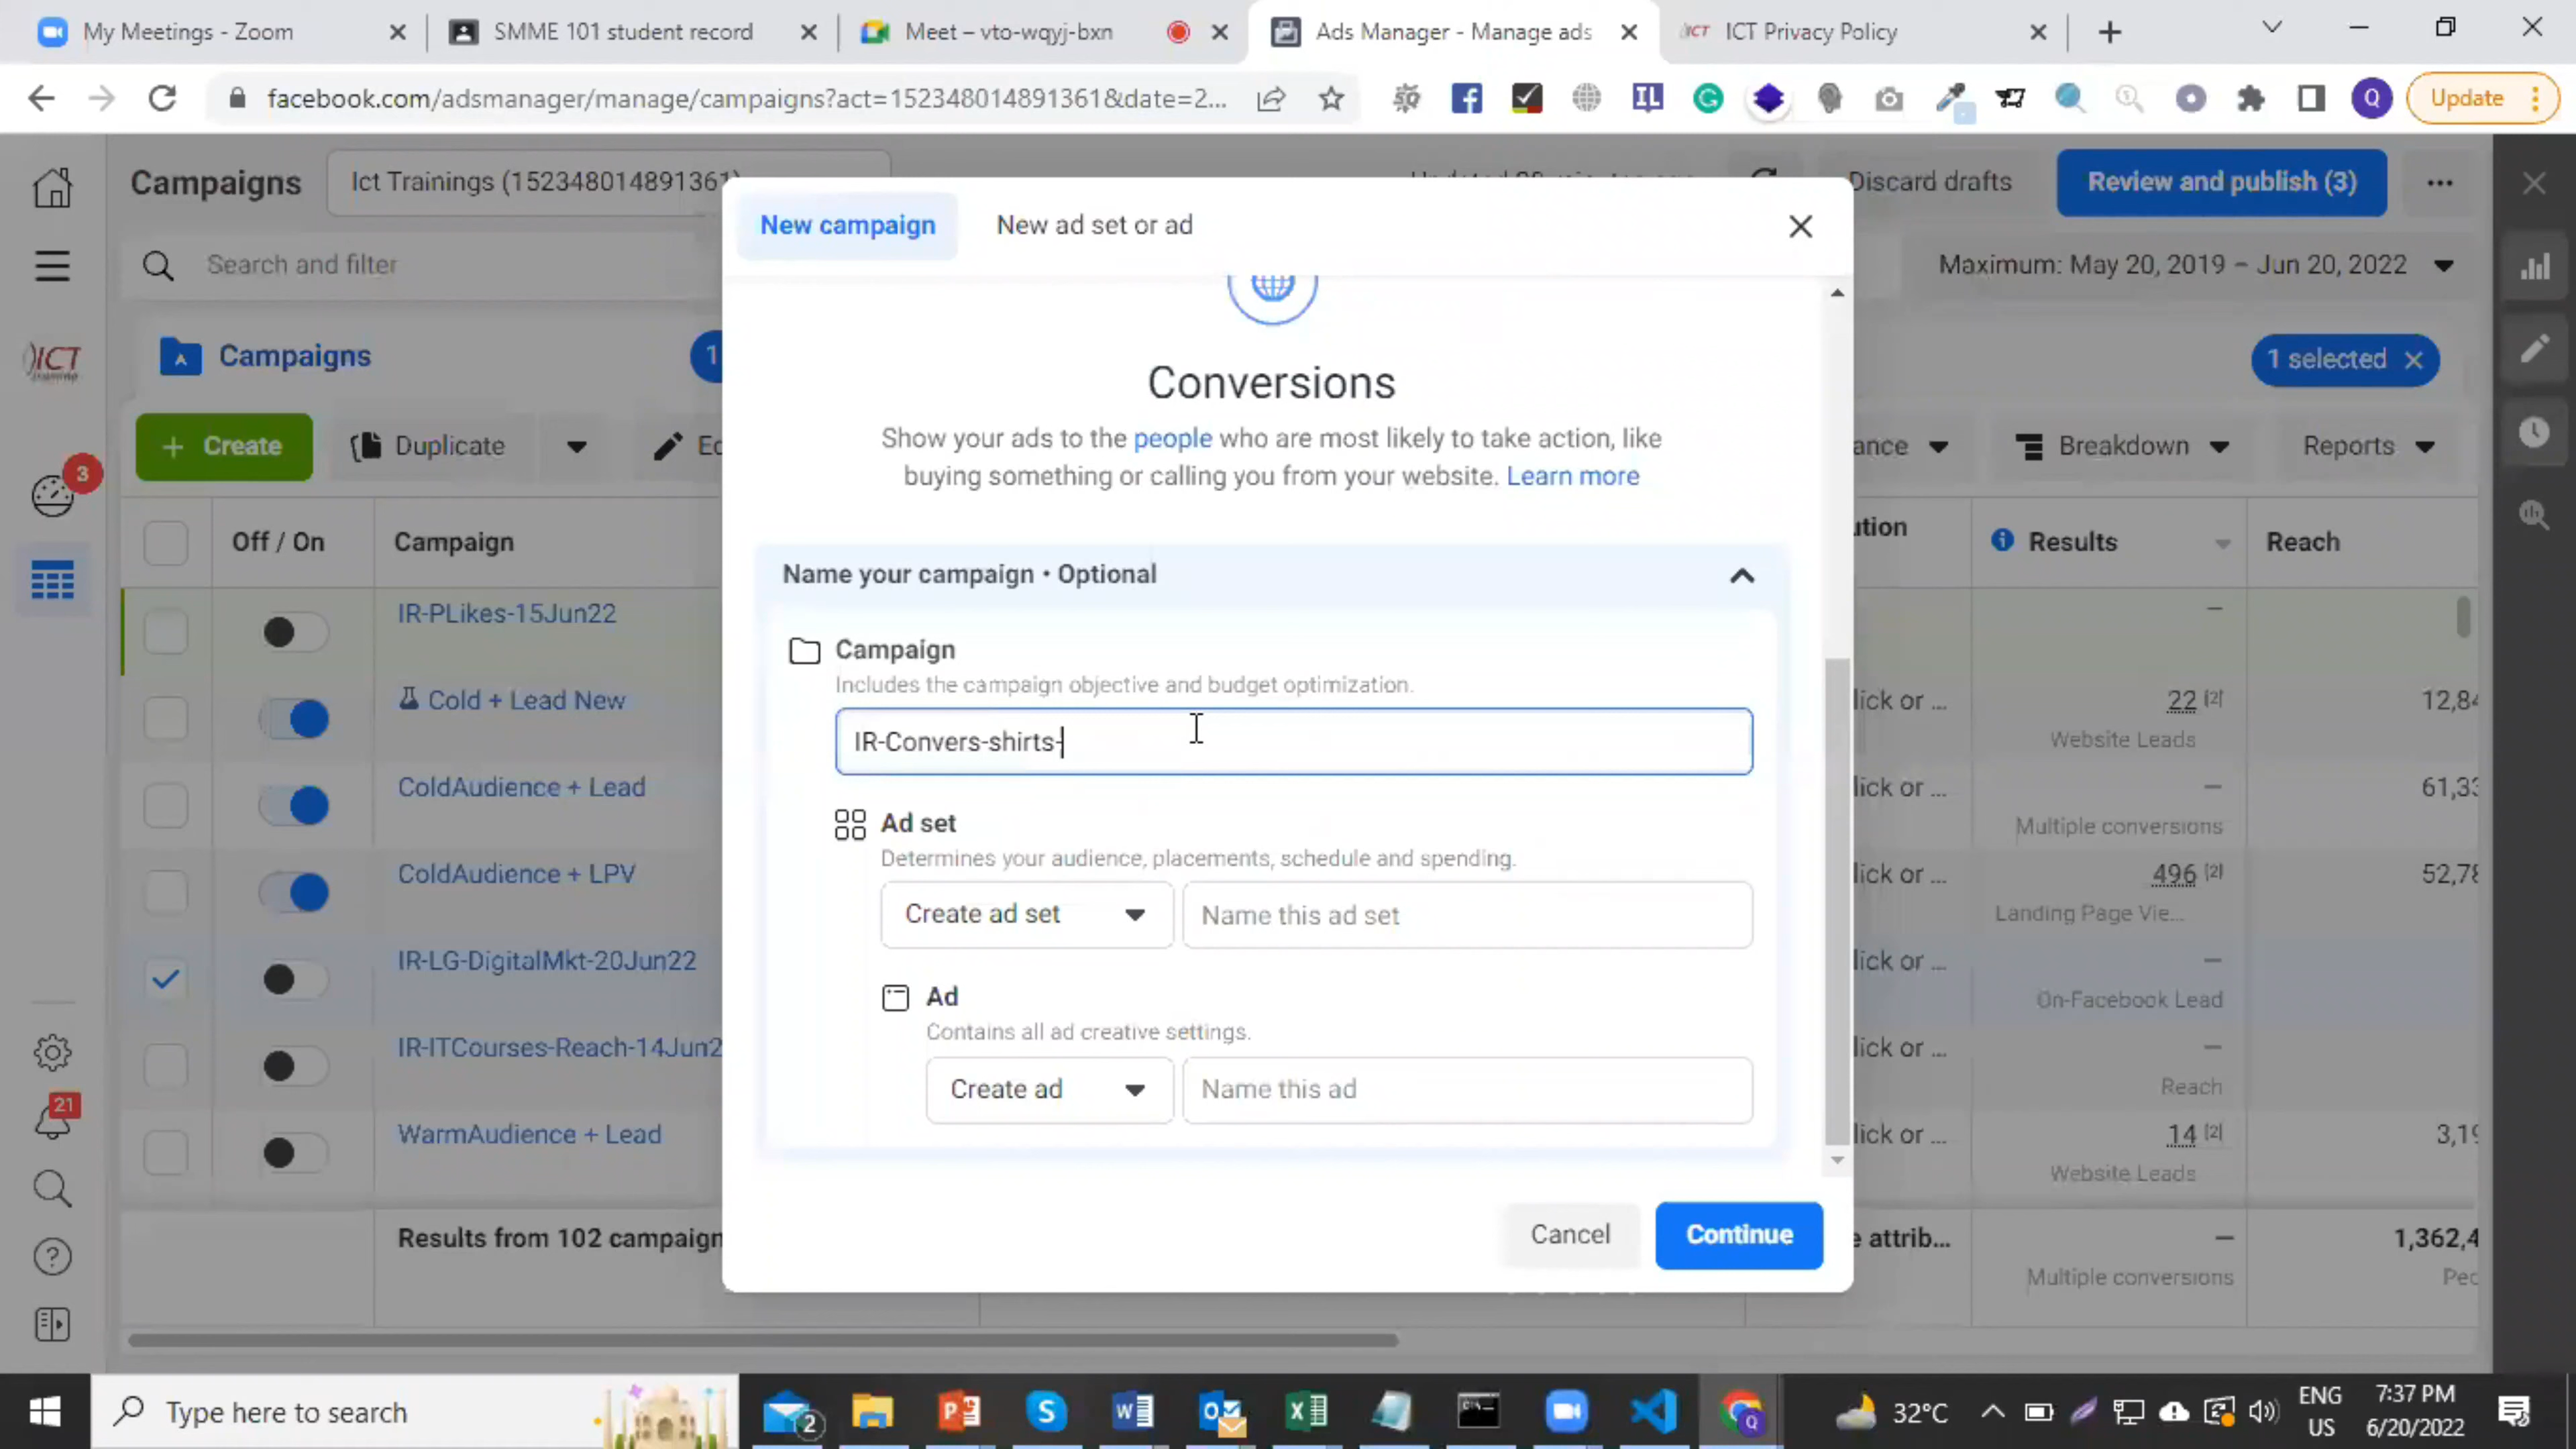 My Meetings - Zoom
SMME 101 student record
Meet – vto-wqyj-bxn
Ads Manager - Manage ads
ICT Privacy Policy
facebook.com/adsmanager/manage/campaigns?act=152348014891361&date=2...
Update
Campaigns
Ict Trainings (152348014891361)
Discard drafts
Review and publish (3)
Search and filter
Maximum: May 20, 2019 – Jun 20, 2022
Campaigns
1
1 selected
+ Create
Duplicate
Ed
ance
Breakdown
Reports
Off / On
Campaign
ution
Results
Reach
IR-PLikes-15Jun22
—
Cold + Lead New
lick or ...
22 [2]
12,84
Website Leads
ColdAudience + Lead
lick or ...
—
61,33
Multiple conversions
ColdAudience + LPV
lick or ...
496 [2]
52,78
Landing Page Vie...
IR-LG-DigitalMkt-20Jun22
lick or ...
—
On-Facebook Lead
IR-ITCourses-Reach-14Jun2
lick or ...
—
Reach
WarmAudience + Lead
lick or ...
14 [2]
3,19
Website Leads
Results from 102 campaign
e attrib...
—
1,362,4
Multiple conversions
Peo
ICT
3
21
New campaign
New ad set or ad
Conversions
Show your ads to the people who are most likely to take action, like
buying something or calling you from your website. Learn more
Name your campaign • Optional
Campaign
Includes the campaign objective and budget optimization.
IR-Convers-shirts-
Ad set
Determines your audience, placements, schedule and spending.
Create ad set
Name this ad set
Ad
Contains all ad creative settings.
Create ad
Name this ad
Cancel
Continue
Type here to search
2
32°C
ENG
US
7:37 PM
6/20/2022